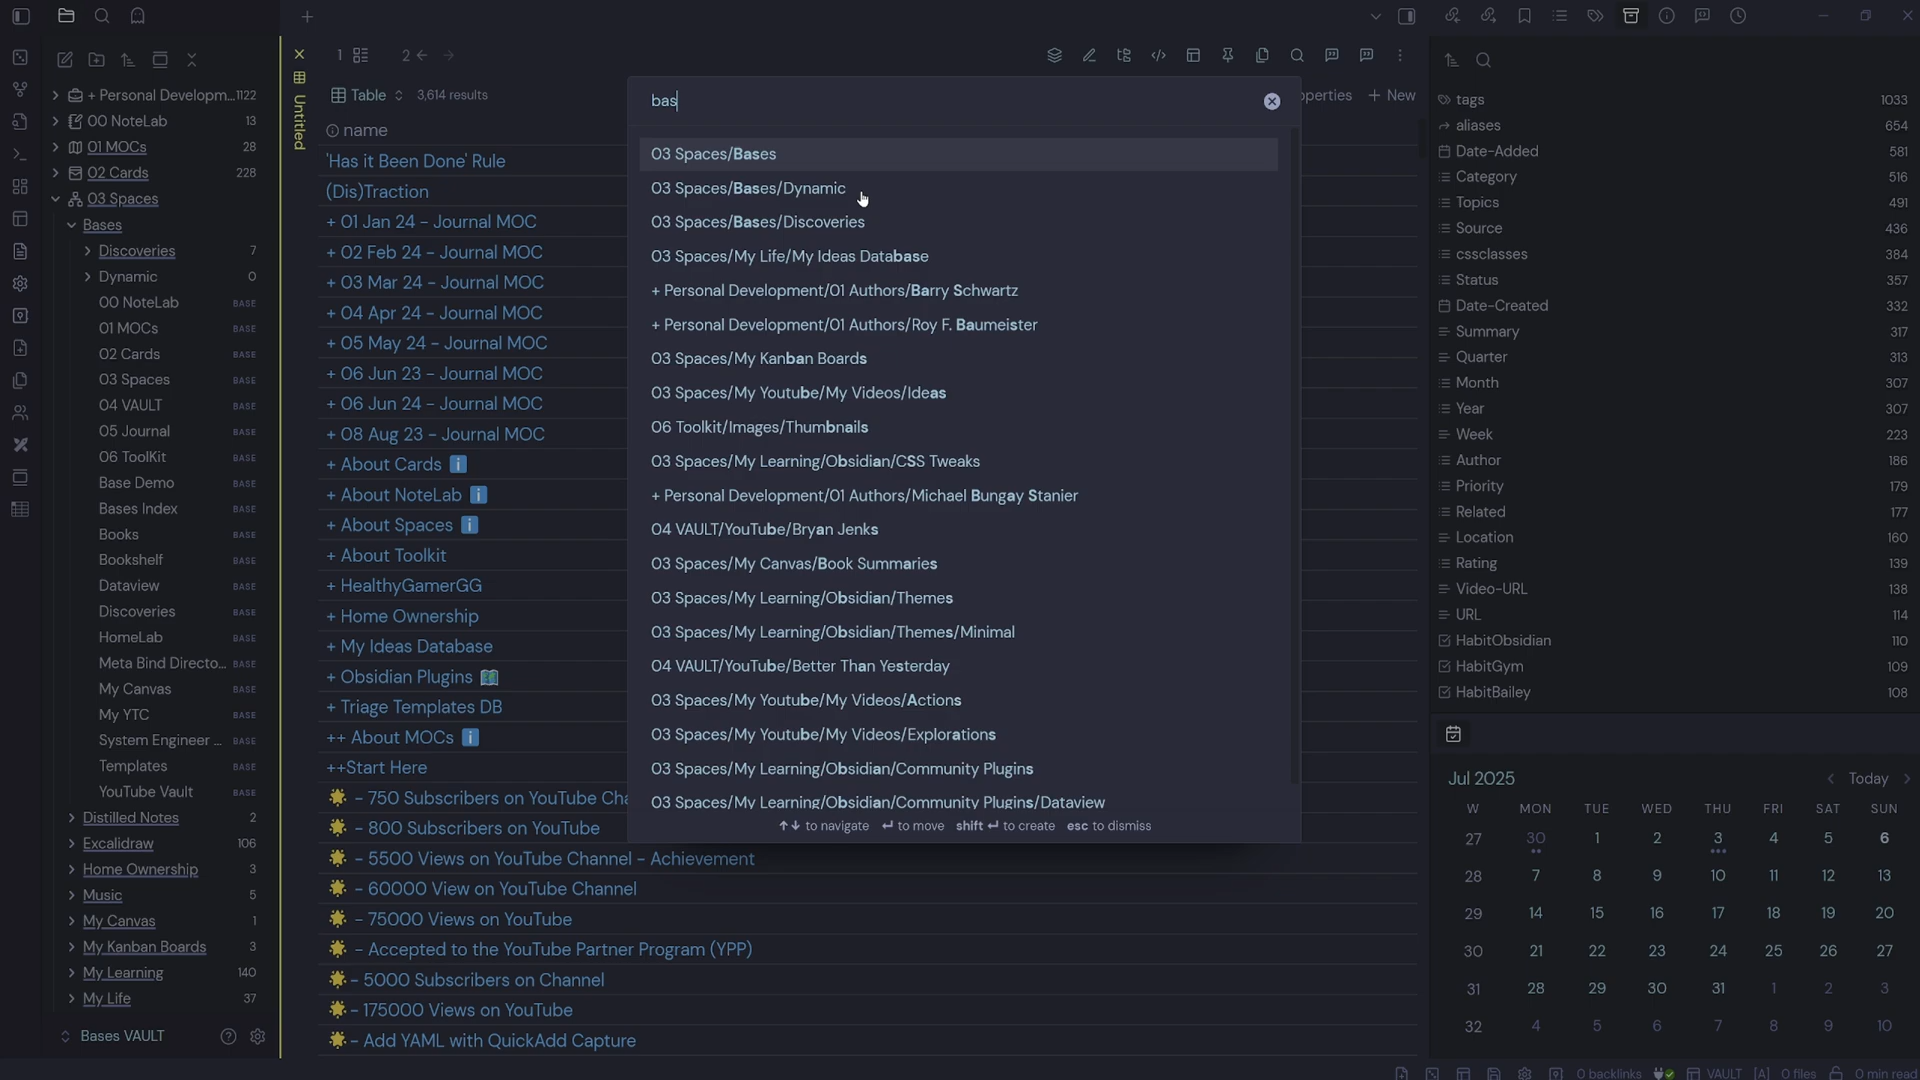 1
2
+ Personal Developm... 1122
00 NoteLab 13
01 MOCs 28
02 Cards 228
03 Spaces
Bases
Discoveries 7
Dynamic 0
00 NoteLab BASE
01 MOCs BASE
02 Cards BASE
03 Spaces BASE
04 VAULT BASE
05 Journal BASE
06 ToolKit BASE
Base Demo BASE
Bases Index BASE
Books BASE
Bookshelf BASE
Dataview BASE
Discoveries BASE
HomeLab BASE
Meta Bind Directo... BASE
My Canvas BASE
My YTC BASE
System Engineer ... BASE
Templates BASE
YouTube Vault BASE
Distilled Notes 2
Excalidraw 106
Home Ownership 3
Music 5
My Canvas 1
My Kanban Boards 3
My Learning 140
My Life 37
Bases VAULT
Untitled
Table 3,614 results
operties + New
name
'Has it Been Done' Rule
(Dis)Traction
+ 01 Jan 24 - Journal MOC
+ 02 Feb 24 - Journal MOC
+ 03 Mar 24 - Journal MOC
+ 04 Apr 24 - Journal MOC
+ 05 May 24 - Journal MOC
+ 06 Jun 23 - Journal MOC
+ 06 Jun 24 - Journal MOC
+ 08 Aug 23 - Journal MOC
+ About Cards ℹ️
+ About NoteLab ℹ️
+ About Spaces ℹ️
+ About Toolkit
+ HealthyGamerGG
+ Home Ownership
+ My Ideas Database
+ Obsidian Plugins 🗺️
+ Triage Templates DB
++ About MOCs ℹ️
++Start Here
🌟 - 750 Subscribers on YouTube Cha
🌟 - 800 Subscribers on YouTube
🌟 - 5500 Views on YouTube Channel - Achievement
🌟 - 60000 View on YouTube Channel
🌟 - 75000 Views on YouTube
🌟 - Accepted to the YouTube Partner Program (YPP)
🌟- 5000 Subscribers on Channel
🌟- 175000 Views on YouTube
🌟- Add YAML with QuickAdd Capture
bas
03 Spaces/Bases
03 Spaces/Bases/Dynamic
03 Spaces/Bases/Discoveries
03 Spaces/My Life/My Ideas Database
+ Personal Development/01 Authors/Barry Schwartz
+ Personal Development/01 Authors/Roy F. Baumeister
03 Spaces/My Kanban Boards
03 Spaces/My Youtube/My Videos/Ideas
06 Toolkit/Images/Thumbnails
03 Spaces/My Learning/Obsidian/CSS Tweaks
+ Personal Development/01 Authors/Michael Bungay Stanier
04 VAULT/YouTube/Bryan Jenks
03 Spaces/My Canvas/Book Summaries
03 Spaces/My Learning/Obsidian/Themes
03 Spaces/My Learning/Obsidian/Themes/Minimal
04 VAULT/YouTube/Better Than Yesterday
03 Spaces/My Youtube/My Videos/Actions
03 Spaces/My Youtube/My Videos/Explorations
03 Spaces/My Learning/Obsidian/Community Plugins
03 Spaces/My Learning/Obsidian/Community Plugins/Dataview
↑↓ to navigate ↵ to move shift ↵ to create esc to dismiss
tags 1033
aliases 654
Date-Added 581
Category 516
Topics 491
Source 436
cssclasses 384
Status 357
Date-Created 332
Summary 317
Quarter 313
Month 307
Year 307
Week 223
Author 186
Priority 179
Related 177
Location 160
Rating 139
Video-URL 138
URL 114
HabitObsidian 110
HabitGym 109
HabitBailey 108
Jul 2025 Today
W MON TUE WED THU FRI SAT SUN
27 30 1 2 3 4 5 6
28 7 8 9 10 11 12 13
29 14 15 16 17 18 19 20
30 21 22 23 24 25 26 27
31 28 29 30 31 1 2 3
32 4 5 6 7 8 9 10
0 backlinks VAULT [A] 0 files 0 min read